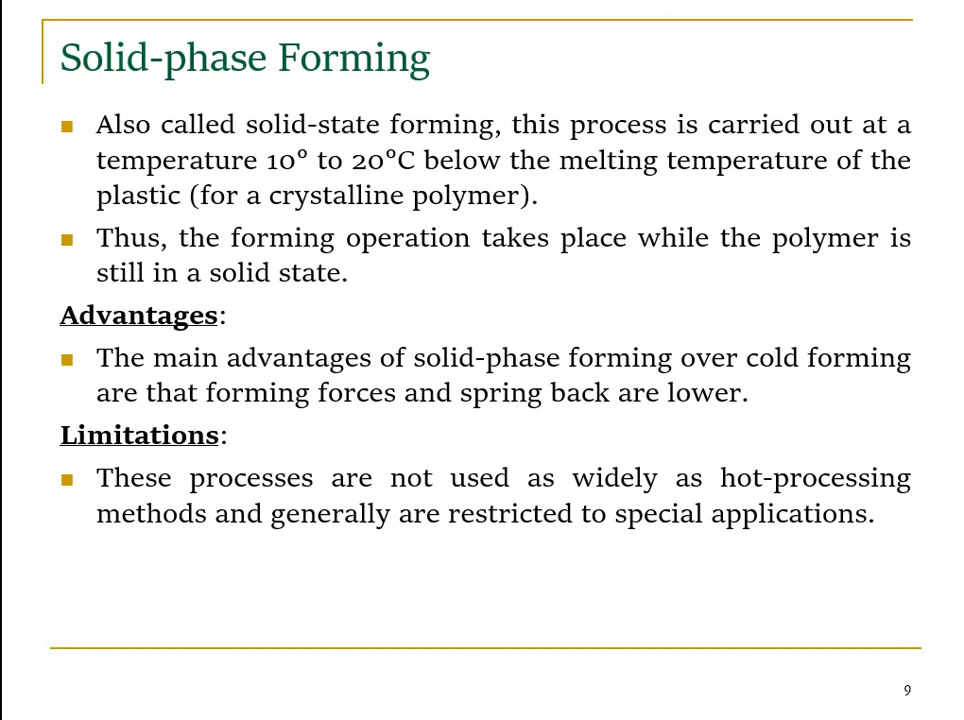 Solid-phase Forming
Also called solid-state forming, this process is carried out at a
temperature 10° to 20°C below the melting temperature of the
plastic (for a crystalline polymer).
Thus, the forming operation takes place while the polymer is
still in a solid state.
Advantages:
The main advantages of solid-phase forming over cold forming
are that forming forces and spring back are lower.
Limitations:
These processes are not used as widely as hot-processing
methods and generally are restricted to special applications.
9